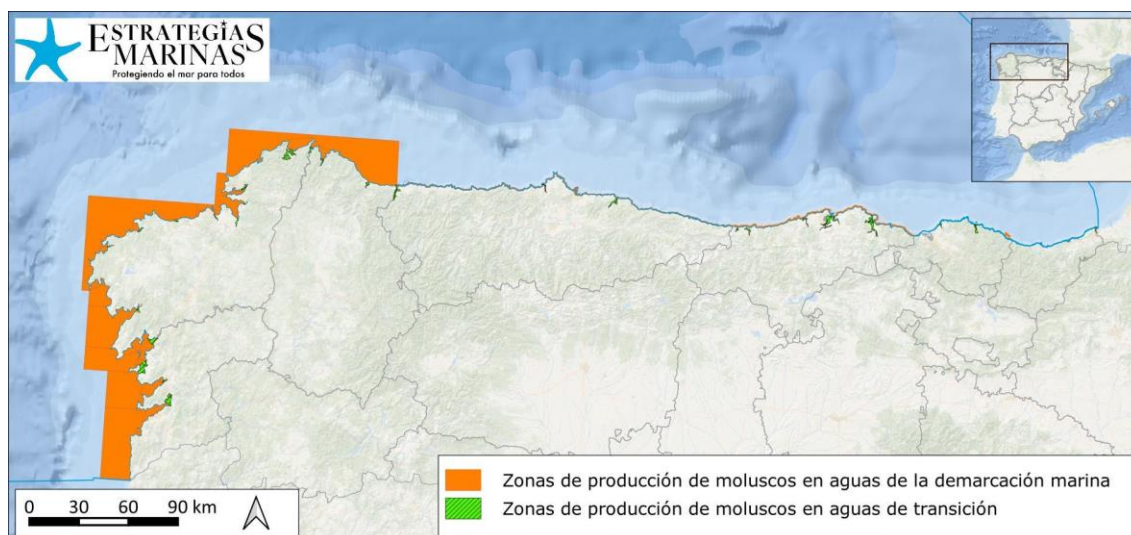 ESTRATEGIAS
MARINAS
Protegiendo el mar para todos
Zonas de producción de moluscos en aguas de la demarcación marina
Zonas de producción de moluscos en aguas de transición
0 30 60 90 km